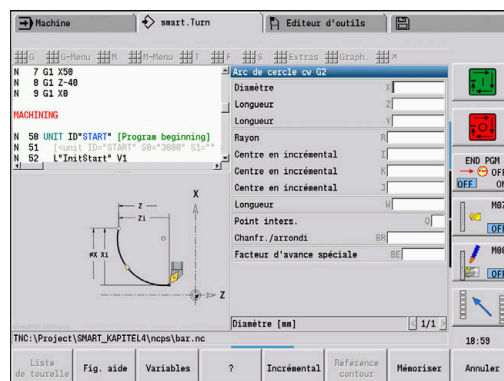 Machine
smart.Turn
Editeur d'outils
G
G-Menu
M
M-Menu
T
F
S
Extras
Graph.
N 7 G1 X50
N 8 G1 Z-40
N 9 G1 X0
MACHINING
N 50 UNIT ID"START" [Program beginning]
N 51 [<unit ID="START" S0="3000" S1=""
N 52 L"InitStart" V1
Arc de cercle cv G2
Diamètre X
Longueur Z
Longueur Y
Rayon R
Centre en incrémental I
Centre en incrémental K
Centre en incrémental J
Longueur W
Point inters. Q
Chanfr./arrondi BR
Facteur d'avance spéciale BE
X
Z
Zi
øX Xi
Z
Diamètre [mm]
1/1
TNC:\Project\SMART_KAPITEL4\ncps\bar.nc
END PGM
OFF
OFF ON
M07
OFF
M08
OFF
18:59
Liste de tourelle
Fig. aide
Variables
?
Incrémental
Référence contour
Mémoriser
Annuler